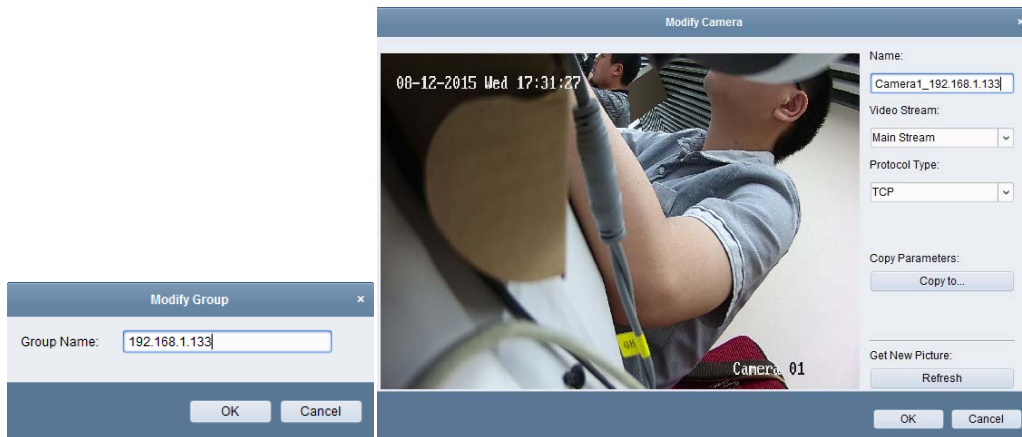 Modify Group
×
Group Name:
192.168.1.133
OK
Cancel
Modify Camera
×
08-12-2015 Wed 17:31:27
QH
Camera 01
Name:
Camera1_192.168.1.133
Video Stream:
Main Stream
Protocol Type:
TCP
Copy Parameters:
Copy to...
Get New Picture:
Refresh
OK
Cancel